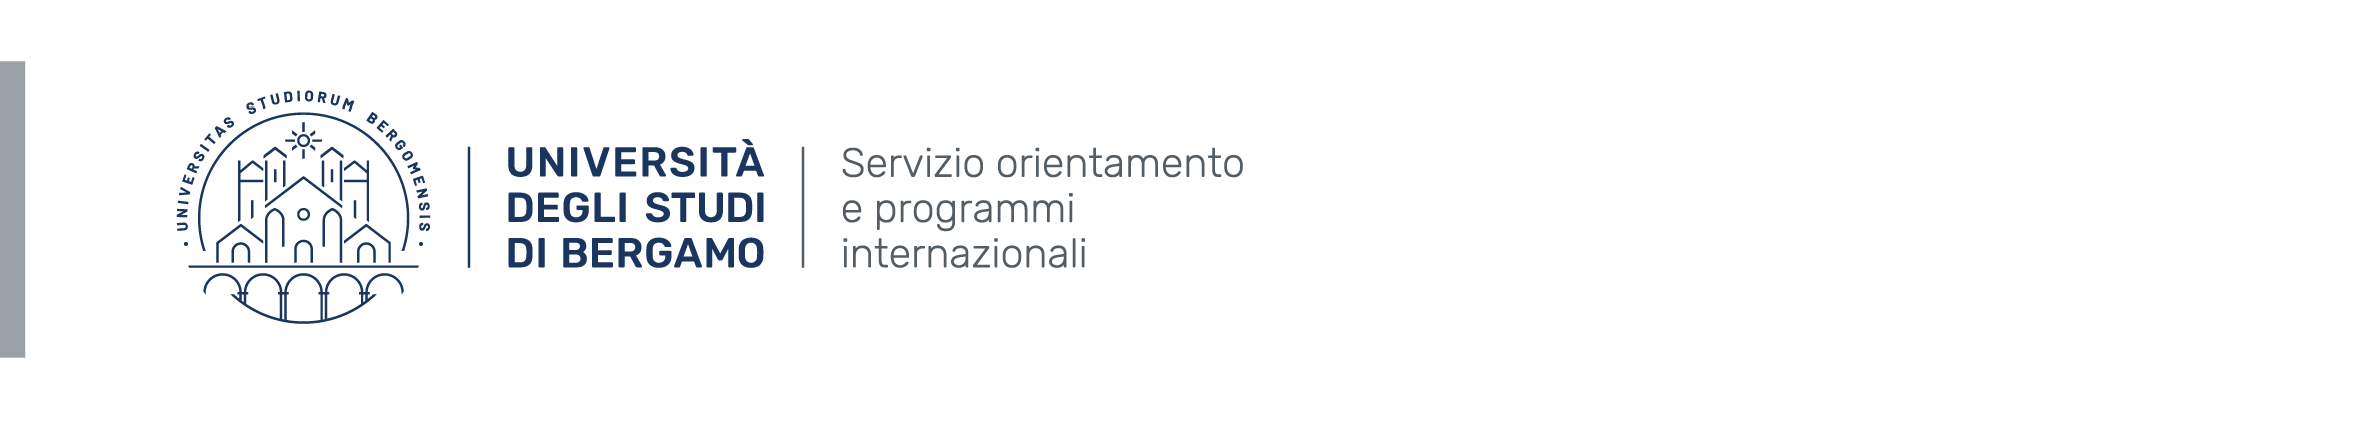 · UNIVERSITAS STUDIORUM BERGOMENSIS ·
UNIVERSITÀ
DEGLI STUDI
DI BERGAMO
Servizio orientamento
e programmi
internazionali